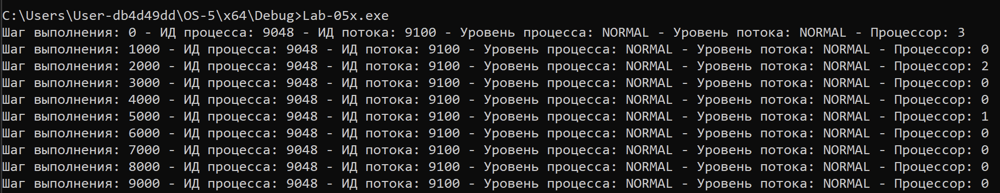 C:\Users\User-db4d49dd\OS-5\x64\Debug>Lab-05x.exe
Шаг выполнения: 0 - ИД процесса: 9048 - ИД потока: 9100 - Уровень процесса: NORMAL - Уровень потока: NORMAL - Процессор: 3
Шаг выполнения: 1000 - ИД процесса: 9048 - ИД потока: 9100 - Уровень процесса: NORMAL - Уровень потока: NORMAL - Процессор: 0
Шаг выполнения: 2000 - ИД процесса: 9048 - ИД потока: 9100 - Уровень процесса: NORMAL - Уровень потока: NORMAL - Процессор: 2
Шаг выполнения: 3000 - ИД процесса: 9048 - ИД потока: 9100 - Уровень процесса: NORMAL - Уровень потока: NORMAL - Процессор: 0
Шаг выполнения: 4000 - ИД процесса: 9048 - ИД потока: 9100 - Уровень процесса: NORMAL - Уровень потока: NORMAL - Процессор: 0
Шаг выполнения: 5000 - ИД процесса: 9048 - ИД потока: 9100 - Уровень процесса: NORMAL - Уровень потока: NORMAL - Процессор: 1
Шаг выполнения: 6000 - ИД процесса: 9048 - ИД потока: 9100 - Уровень процесса: NORMAL - Уровень потока: NORMAL - Процессор: 0
Шаг выполнения: 7000 - ИД процесса: 9048 - ИД потока: 9100 - Уровень процесса: NORMAL - Уровень потока: NORMAL - Процессор: 0
Шаг выполнения: 8000 - ИД процесса: 9048 - ИД потока: 9100 - Уровень процесса: NORMAL - Уровень потока: NORMAL - Процессор: 0
Шаг выполнения: 9000 - ИД процесса: 9048 - ИД потока: 9100 - Уровень процесса: NORMAL - Уровень потока: NORMAL - Процессор: 0